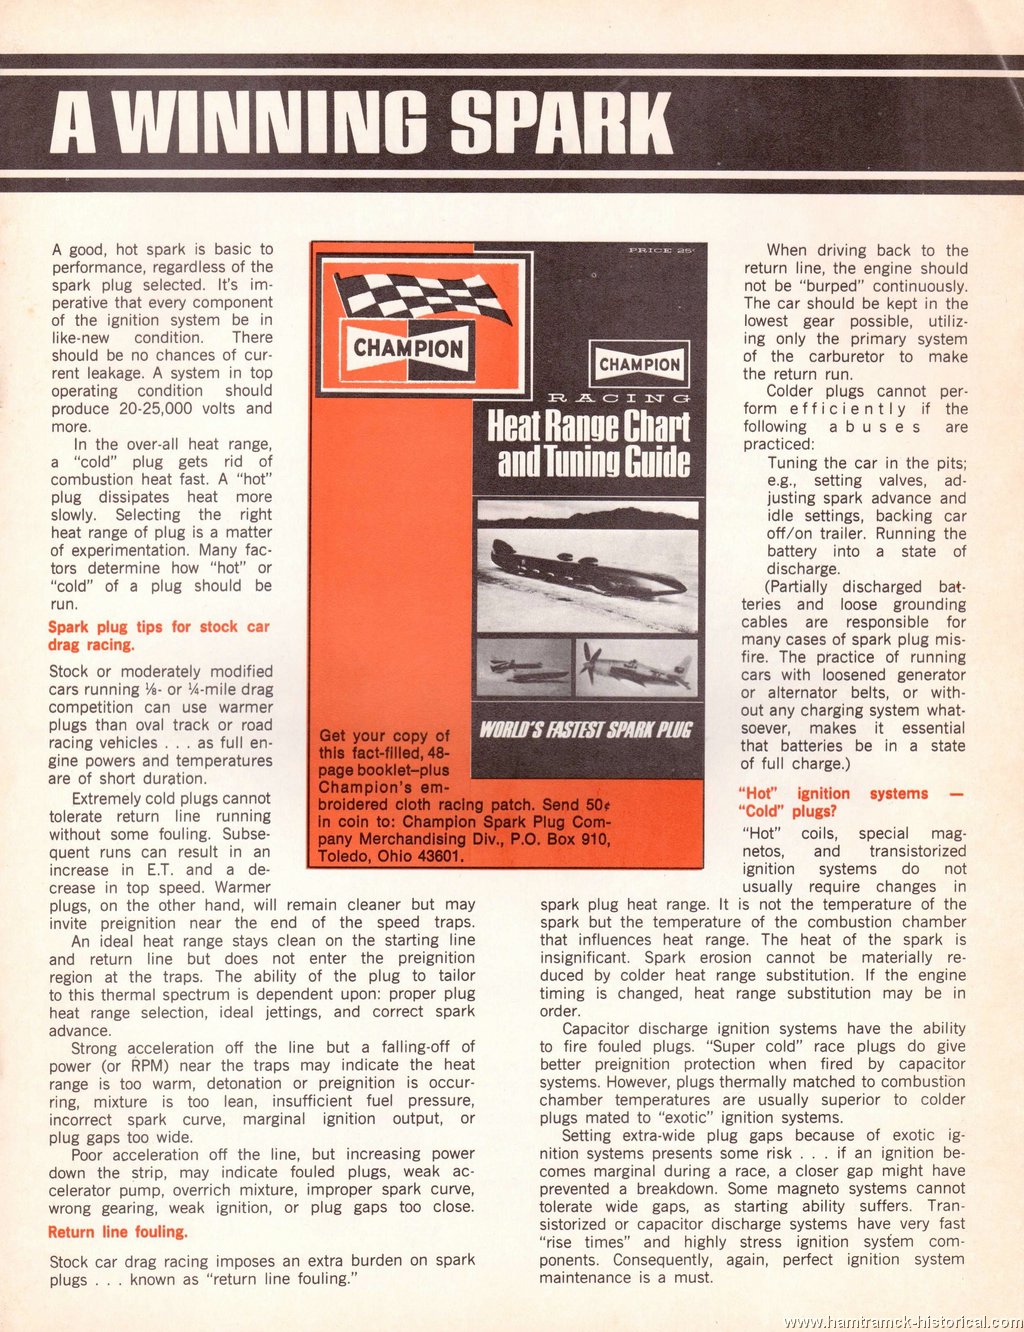 A WINNING SPARK
A good, hot spark is basic to
performance, regardless of the
spark plug selected. It's im-
perative that every component
of the ignition system be in
like-new condition. There
should be no chances of cur-
rent leakage. A system in top
operating condition should
produce 20-25,000 volts and
more.
In the over-all heat range,
a "cold" plug gets rid of
combustion heat fast. A "hot"
plug dissipates heat more
slowly. Selecting the right
heat range of plug is a matter
of experimentation. Many fac-
tors determine how "hot" or
"cold" of a plug should be
run.
Spark plug tips for stock car
drag racing.
Stock or moderately modified
cars running ⅛- or ¼-mile drag
competition can use warmer
plugs than oval track or road
racing vehicles . . . as full en-
gine powers and temperatures
are of short duration.
Extremely cold plugs cannot
tolerate return line running
without some fouling. Subse-
quent runs can result in an
increase in E.T. and a de-
crease in top speed. Warmer
plugs, on the other hand, will remain cleaner but may
invite preignition near the end of the speed traps.
An ideal heat range stays clean on the starting line
and return line but does not enter the preignition
region at the traps. The ability of the plug to tailor
to this thermal spectrum is dependent upon: proper plug
heat range selection, ideal jettings, and correct spark
advance.
Strong acceleration off the line but a falling-off of
power (or RPM) near the traps may indicate the heat
range is too warm, detonation or preignition is occur-
ring, mixture is too lean, insufficient fuel pressure,
incorrect spark curve, marginal ignition output, or
plug gaps too wide.
Poor acceleration off the line, but increasing power
down the strip, may indicate fouled plugs, weak ac-
celerator pump, overrich mixture, improper spark curve,
wrong gearing, weak ignition, or plug gaps too close.
Return line fouling.
Stock car drag racing imposes an extra burden on spark
plugs . . . known as "return line fouling."
PRICE 25¢
CHAMPION
CHAMPION
RACING
Heat Range Chart
and Tuning Guide
WORLD'S FASTEST SPARK PLUG
Get your copy of
this fact-filled, 48-
page booklet—plus
Champion's em-
broidered cloth racing patch. Send 50¢
in coin to: Champion Spark Plug Com-
pany Merchandising Div., P.O. Box 910,
Toledo, Ohio 43601.
When driving back to the
return line, the engine should
not be "burped" continuously.
The car should be kept in the
lowest gear possible, utiliz-
ing only the primary system
of the carburetor to make
the return run.
Colder plugs cannot per-
form efficiently if the
following abuses are
practiced:
Tuning the car in the pits;
e.g., setting valves, ad-
justing spark advance and
idle settings, backing car
off/on trailer. Running the
battery into a state of
discharge.
(Partially discharged bat-
teries and loose grounding
cables are responsible for
many cases of spark plug mis-
fire. The practice of running
cars with loosened generator
or alternator belts, or with-
out any charging system what-
soever, makes it essential
that batteries be in a state
of full charge.)
"Hot" ignition systems —
"Cold" plugs?
"Hot" coils, special mag-
netos, and transistorized
ignition systems do not
usually require changes in
spark plug heat range. It is not the temperature of the
spark but the temperature of the combustion chamber
that influences heat range. The heat of the spark is
insignificant. Spark erosion cannot be materially re-
duced by colder heat range substitution. If the engine
timing is changed, heat range substitution may be in
order.
Capacitor discharge ignition systems have the ability
to fire fouled plugs. "Super cold" race plugs do give
better preignition protection when fired by capacitor
systems. However, plugs thermally matched to combustion
chamber temperatures are usually superior to colder
plugs mated to "exotic" ignition systems.
Setting extra-wide plug gaps because of exotic ig-
nition systems presents some risk . . . if an ignition be-
comes marginal during a race, a closer gap might have
prevented a breakdown. Some magneto systems cannot
tolerate wide gaps, as starting ability suffers. Tran-
sistorized or capacitor discharge systems have very fast
"rise times" and highly stress ignition system com-
ponents. Consequently, again, perfect ignition system
maintenance is a must.
www.hamtramck-historical.com